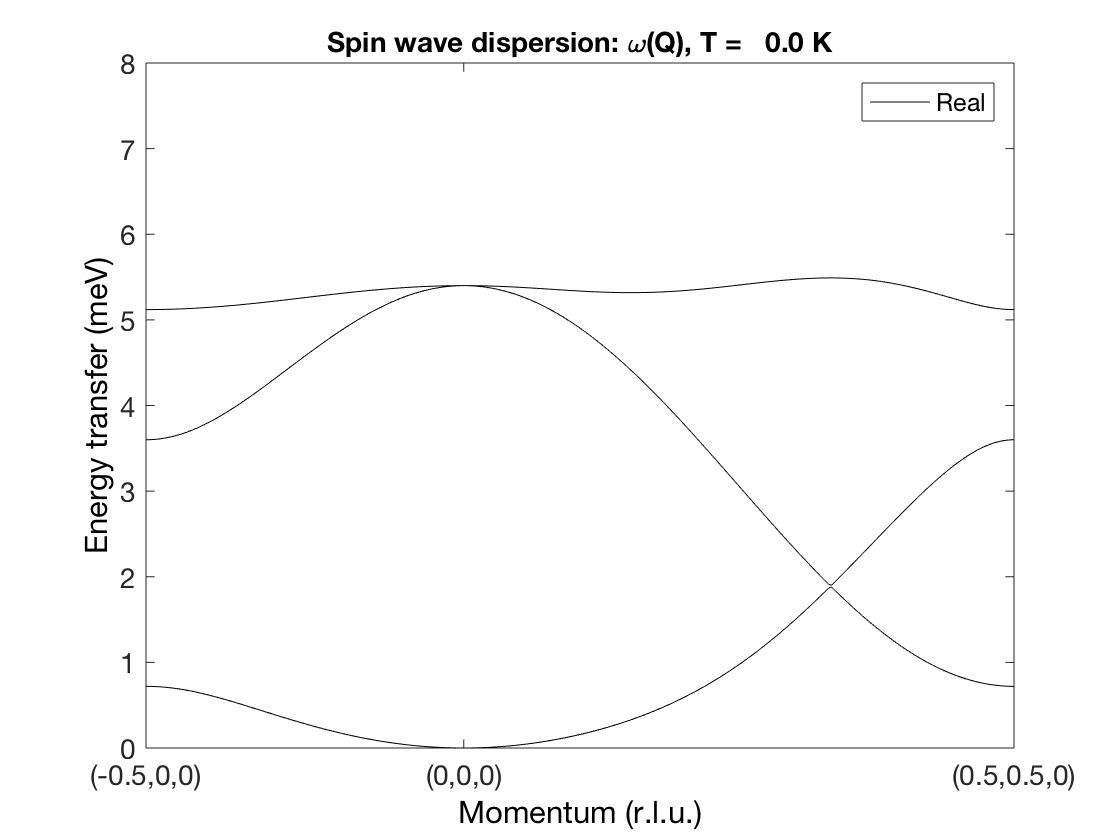 Spin wave dispersion: ω(Q), T = 0.0 K
Real
8
7
6
5
4
3
2
1
0
Energy transfer (meV)
(-0.5,0,0) (0,0,0) (0.5,0.5,0)
Momentum (r.l.u.)